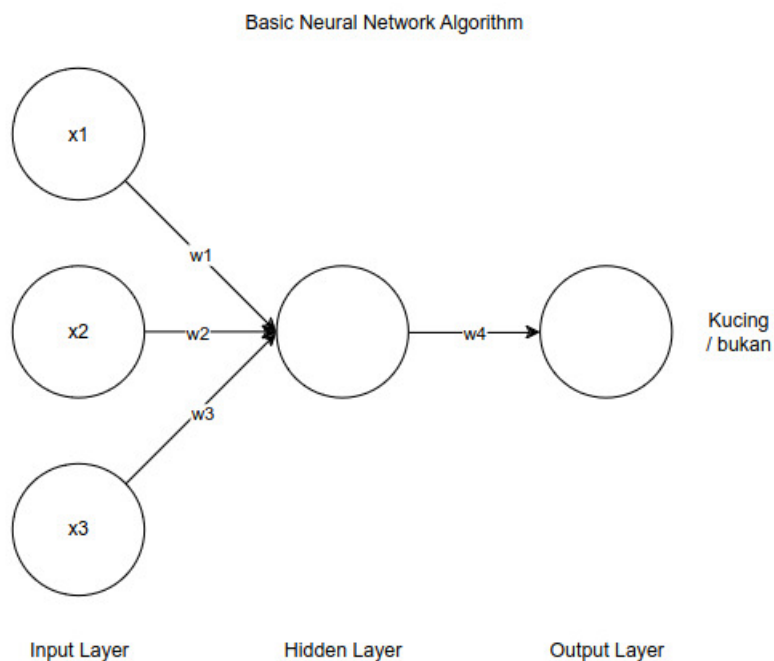 Basic Neural Network Algorithm
x1
w1
x2
w2
w4
Kucing
/ bukan
w3
x3
Input Layer
Hidden Layer
Output Layer